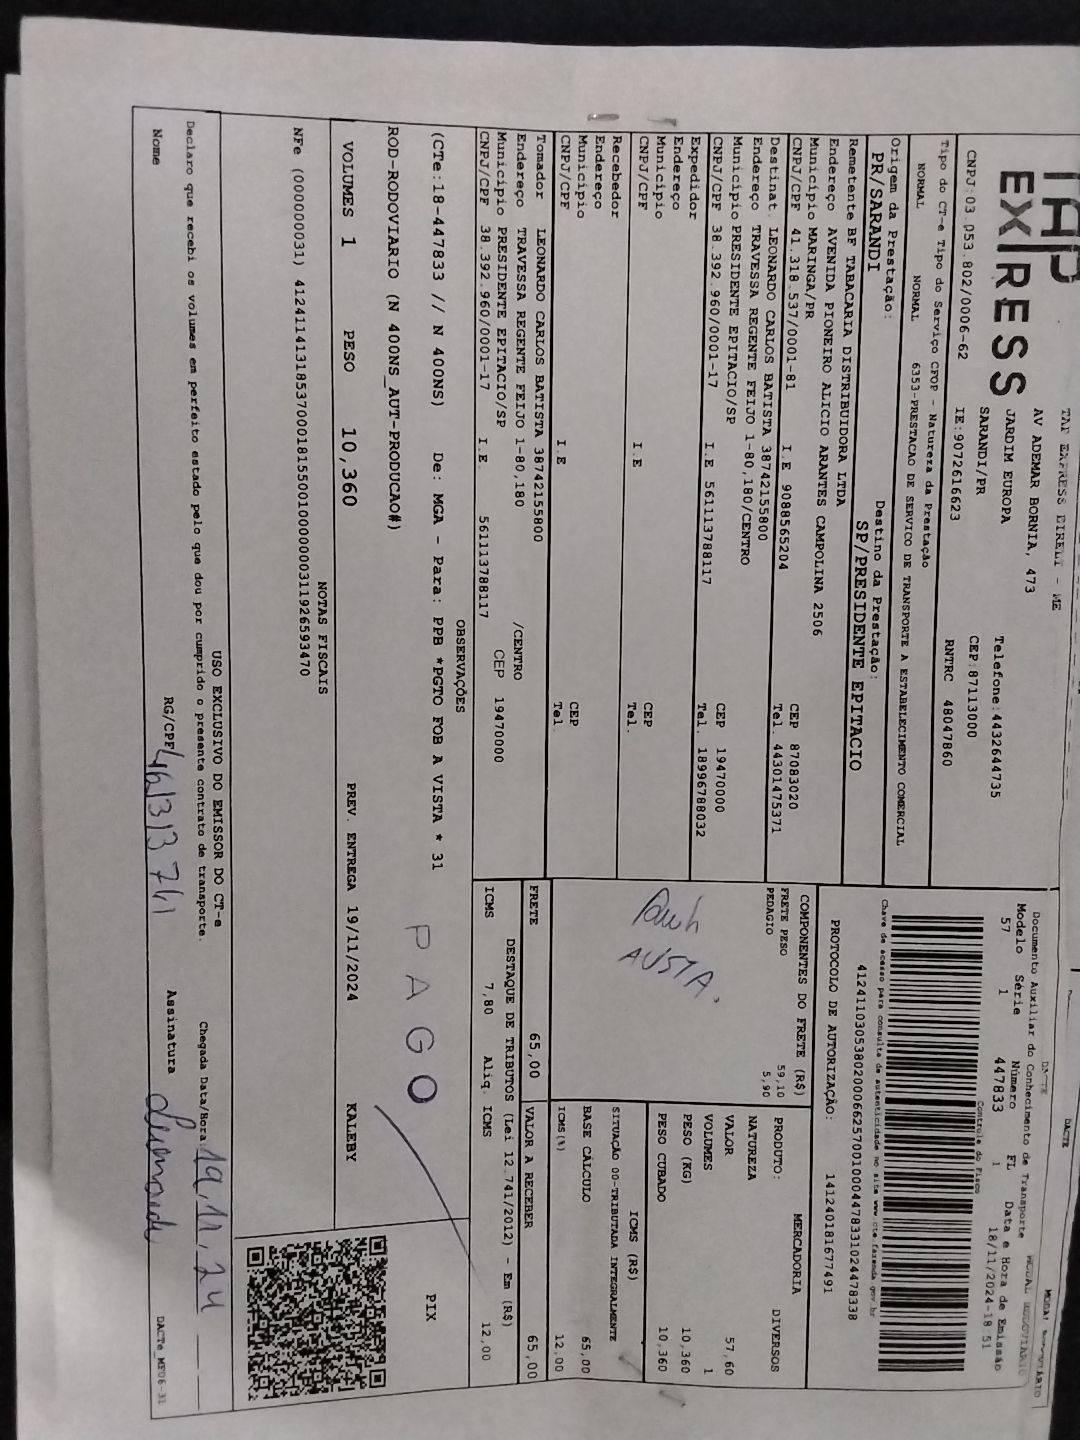 TAP EXPRESS
TAP EXPRESS EIRELI - ME
AV ADEMAR BORNIA, 473
JARDIM EUROPA
SARANDI/PR
Telefone: 4432644735
CEP: 87113000
CNPJ: 03.053.802/0006-62 IE: 9072616623 RNTRC 48047860
Tipo do CT-e Tipo do Serviço CFOP - Natureza da Prestação
NORMAL NORMAL 6353-PRESTACAO DE SERVICO DE TRANSPORTE A ESTABELECIMENTO COMERCIAL
Origem da Prestação: Destino da Prestação:
PR/SARANDI SP/PRESIDENTE EPITACIO
DACTE
Documento Auxiliar do Conhecimento de Transporte
Modelo Série Número FL Data e Hora de Emissão
57 1 447833 1 18/11/2024-18 51
Controle do Fisco
Chave de acesso para consulta de autenticidade no site www.cte.fazenda.gov.br
41241103053802000662570010004478331024478338
PROTOCOLO DE AUTORIZAÇÃO: 141240181677491
Remetente BF TABACARIA DISTRIBUIDORA LTDA
Endereço AVENIDA PIONEIRO ALICIO ARANTES CAMPOLINA 2506
Município MARINGA/PR CEP 87083020
CNPJ/CPF 41.318.537/0001-81 I.E 9088565204 Tel. 44301475371
Destinat. LEONARDO CARLOS BATISTA 38742155800
Endereço TRAVESSA REGENTE FEIJO 1-80,180/CENTRO
Município PRESIDENTE EPITACIO/SP CEP 19470000
CNPJ/CPF 38.392.960/0001-17 I.E 561113788117 Tel. 18996788032
Expedidor
Endereço
Município CEP
CNPJ/CPF I.E Tel.
Recebedor
Endereço
Município CEP
CNPJ/CPF I.E Tel.
Tomador LEONARDO CARLOS BATISTA 38742155800
Endereço TRAVESSA REGENTE FEIJO 1-80,180 /CENTRO
Município PRESIDENTE EPITACIO/SP CEP 19470000
CNPJ/CPF 38.392.960/0001-17 I.E. 561113788117
COMPONENTES DO FRETE (R$)
FRETE PESO 59,10
PEDAGIO 5,90
AUSTA.
MERCADORIA
PRODUTO: DIVERSOS
NATUREZA
VALOR 57,60
VOLUMES 1
PESO (KG) 10,360
PESO CUBADO 10,360
ICMS (R$)
SITUAÇÃO 00-TRIBUTADA INTEGRALMENTE
BASE CÁLCULO 65,00
ICMS(%) 12,00
FRETE 65,00 VALOR A RECEBER 65,00
DESTAQUE DE TRIBUTOS (Lei 12.741/2012) - Em (R$)
ICMS 7,80 Aliq. ICMS 12,00
OBSERVAÇÕES
(CTe:18-447833 // N 400NS) De: MGA - Para: PPB *PGTO FOB A VISTA * 31
ROD-RODOVIARIO (N 400NS_AUT-PRODUCAO#)
PAGO
PIX
VOLUMES 1 PESO 10,360 PREV. ENTREGA 19/11/2024 KALEBY
NOTAS FISCAIS
NFe (000000031) 41241141318537000181550010000000311926593470
USO EXCLUSIVO DO EMISSOR DO CT-e
Declaro que recebi os volumes em perfeito estado pelo que dou por cumprido o presente contrato de transporte. Chegada Data/Hora 19,11,24
Nome RG/CPF Assinatura
DACTe_MF06-31